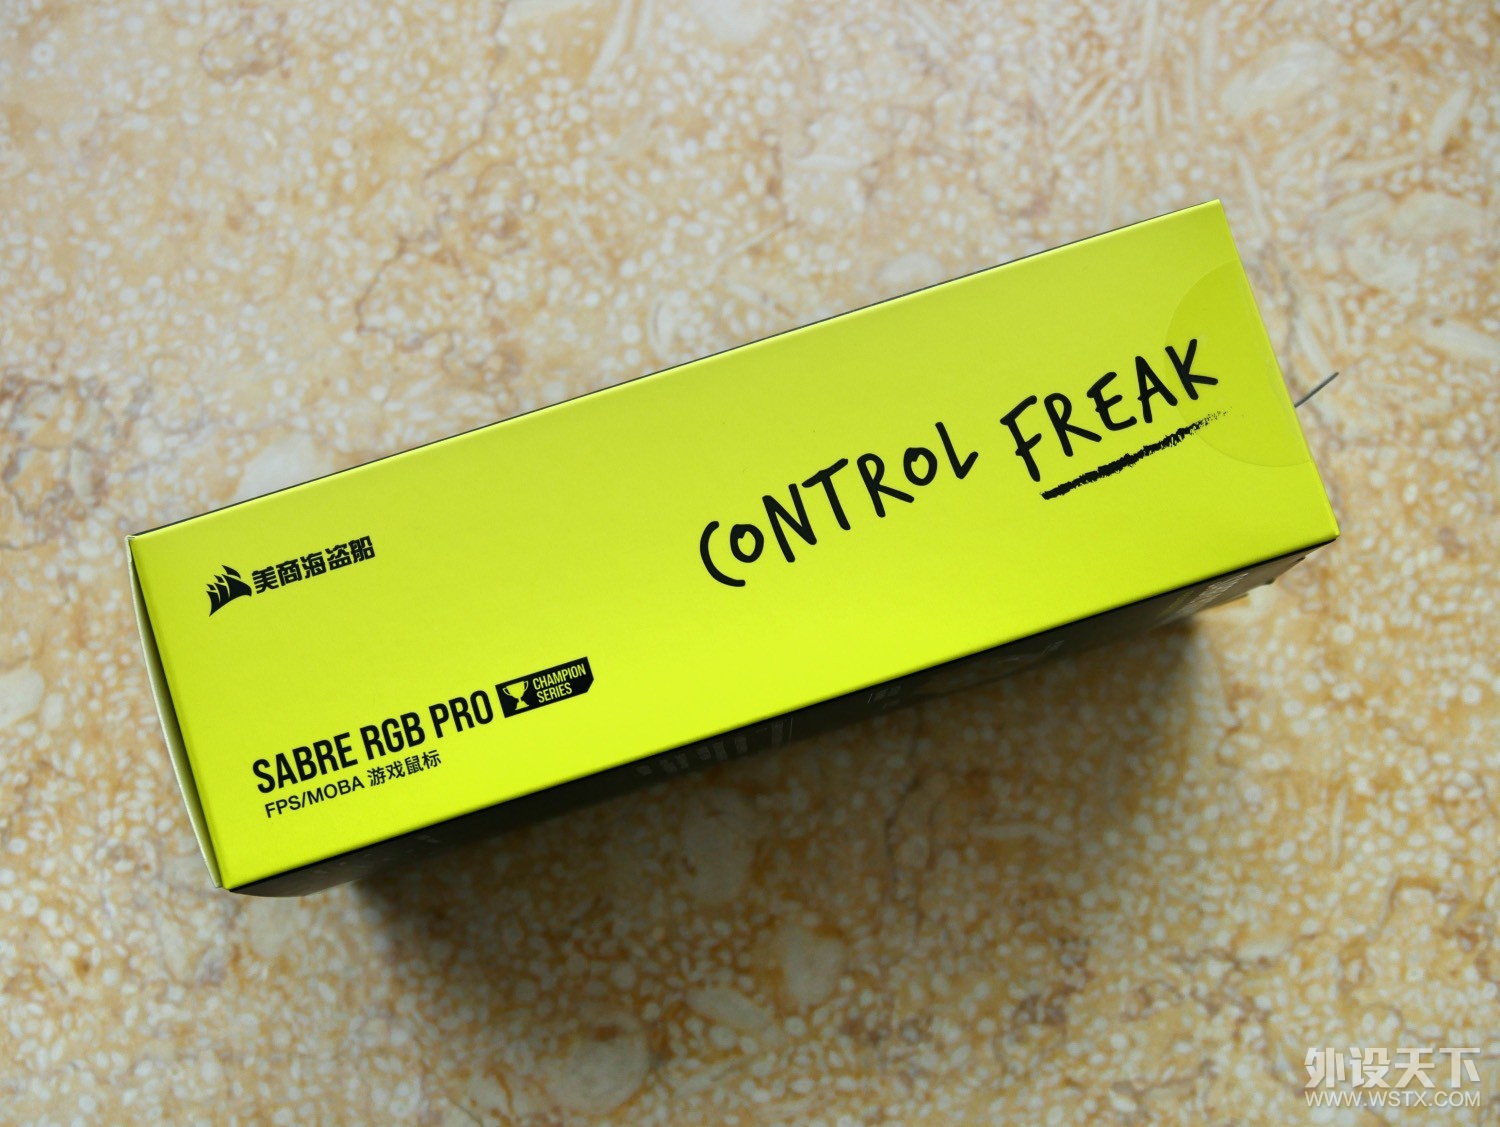 美商海盗船
CONTROL FREAK
SABRE RGB PRO
CHAMPION
SERIES
FPS/MOBA 游戏鼠标
外设天下
WWW.WSTX.COM